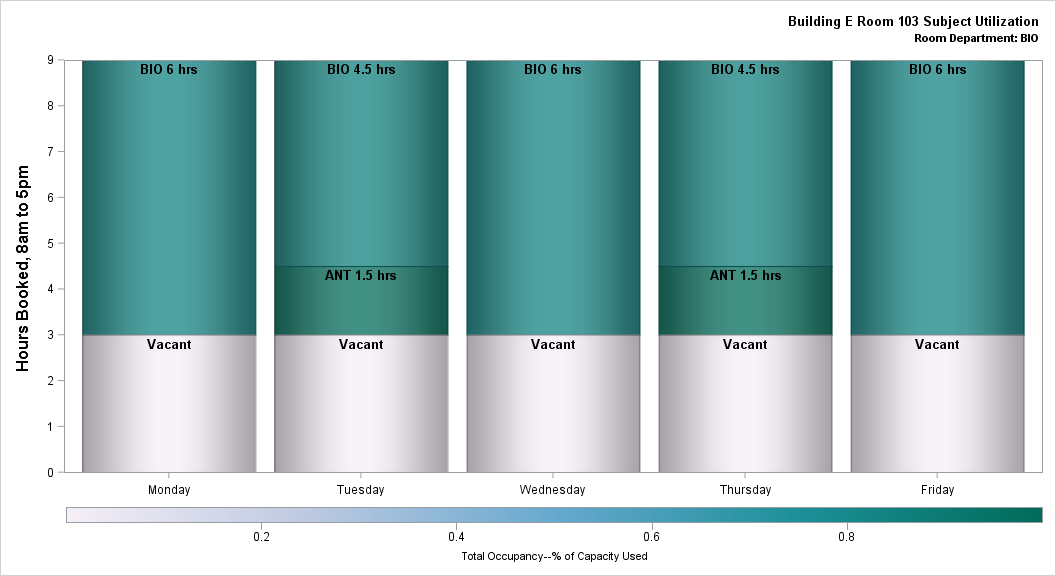 Building E Room 103 Subject Utilization
Room Department: BIO
Hours Booked, 8am to 5pm
9
8
7
6
5
4
3
2
1
0
BIO 6 hrs
BIO 4.5 hrs
BIO 6 hrs
BIO 4.5 hrs
BIO 6 hrs
ANT 1.5 hrs
ANT 1.5 hrs
Vacant
Vacant
Vacant
Vacant
Vacant
Monday
Tuesday
Wednesday
Thursday
Friday
0.2
0.4
0.6
0.8
Total Occupancy--% of Capacity Used